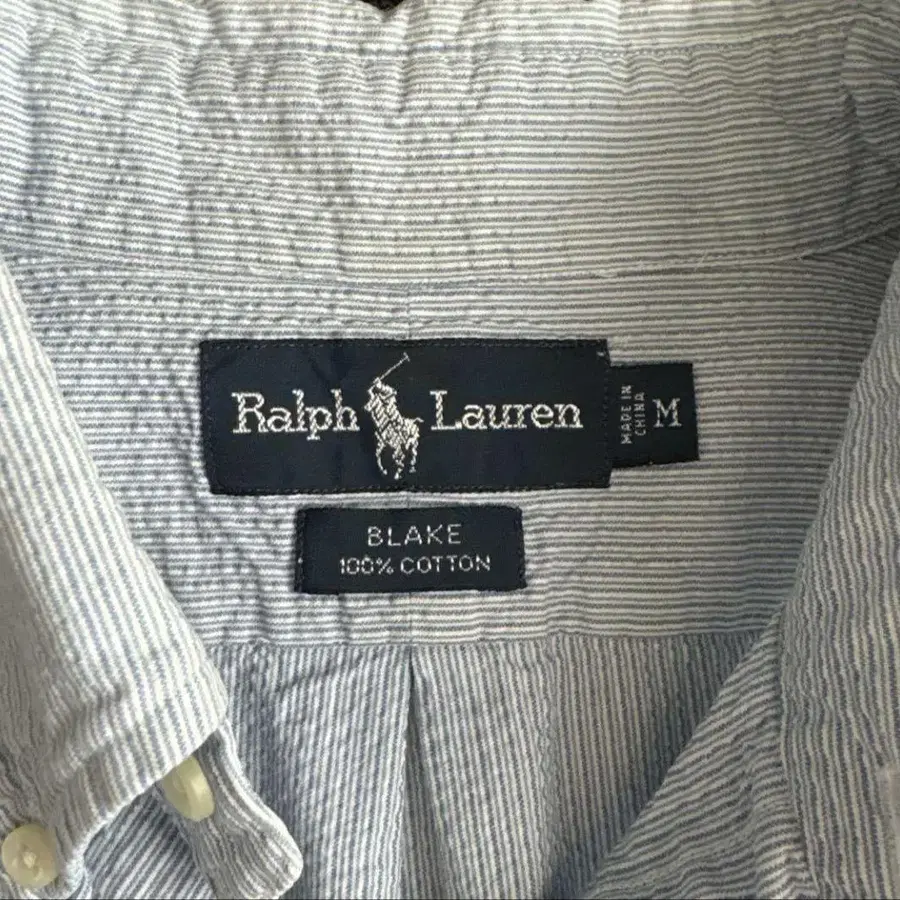 Ralph Lauren
MADE IN
CHINA
M
BLAKE
100% COTTON